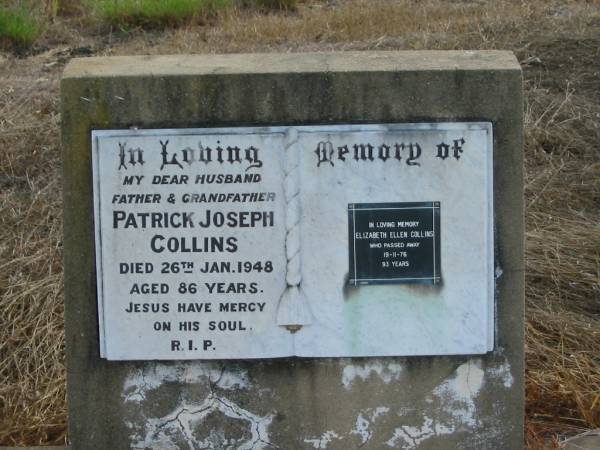 In Loving Memory of
MY DEAR HUSBAND
FATHER & GRANDFATHER
PATRICK JOSEPH
COLLINS
DIED 26TH JAN. 1948
AGED 86 YEARS.
JESUS HAVE MERCY
ON HIS SOUL.
R.I.P.
IN LOVING MEMORY
ELIZABETH ELLEN COLLINS
WHO PASSED AWAY
19-11-76
93 YEARS